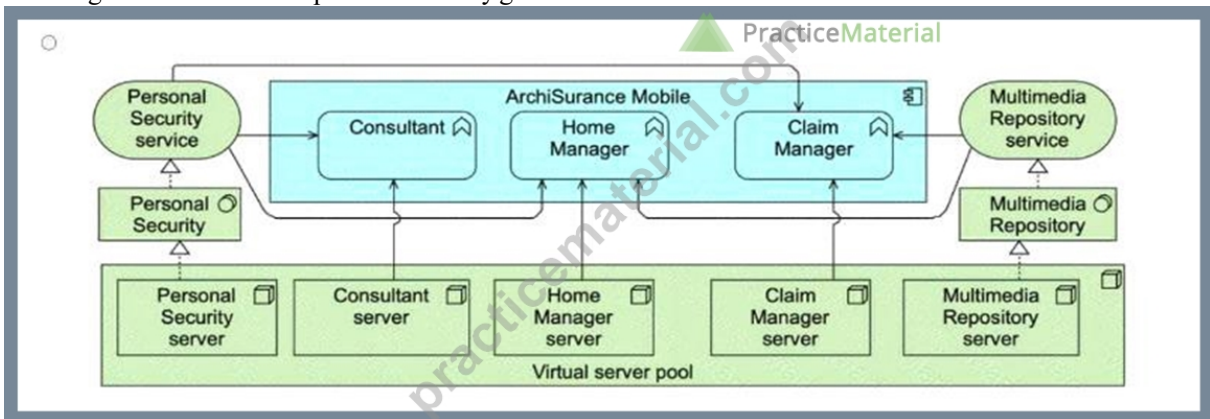 PracticeMaterial
ArchiSurance Mobile
Personal
Security
service
Consultant
Home
Manager
Claim
Manager
Multimedia
Repository
service
Personal
Security
Multimedia
Repository
Personal
Security
server
Consultant
server
Home
Manager
server
Claim
Manager
server
Multimedia
Repository
server
Virtual server pool
practicematerial.com